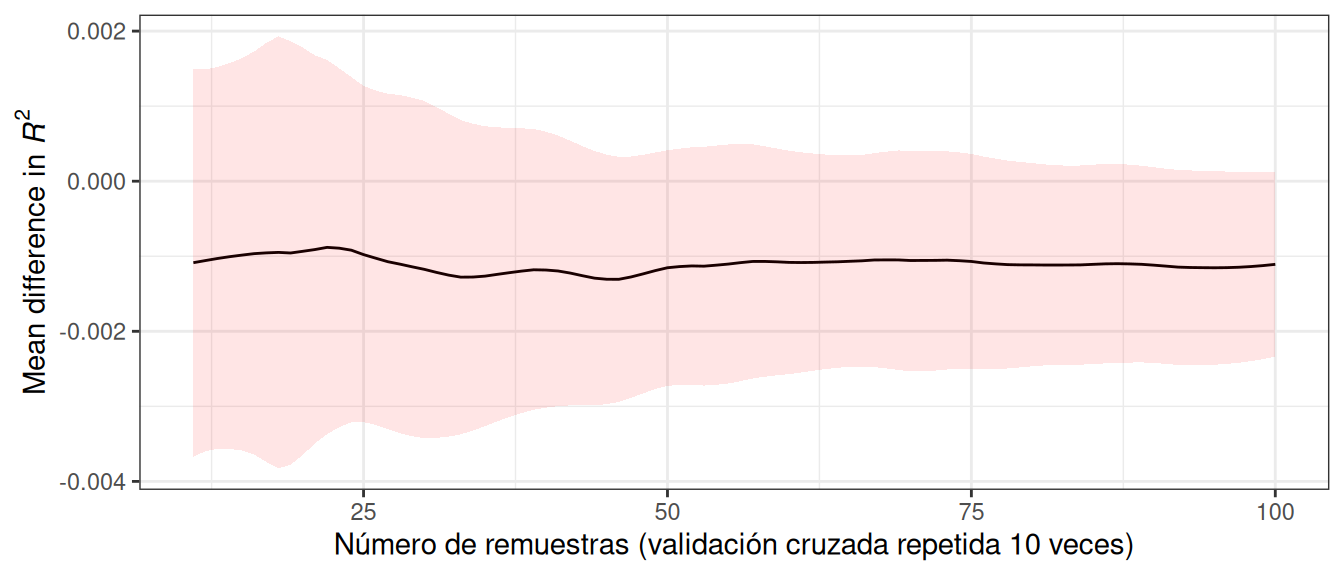 Mean difference in R²
0.002
0.000
-0.002
-0.004
25 50 75 100
Número de remuestras (validación cruzada repetida 10 veces)